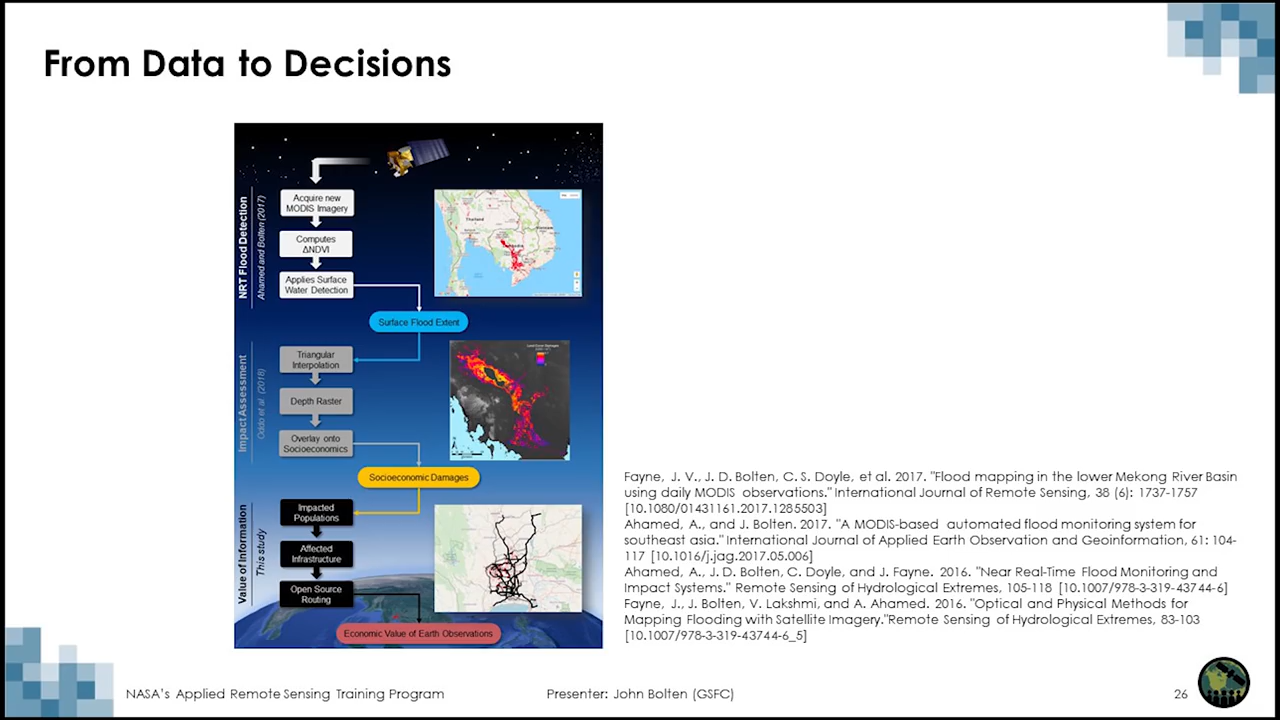 From Data to Decisions
NRT Flood Detection
Ahamed and Bolten (2017)
Acquire new
MODIS Imagery
Computes
ΔNDVI
Applies Surface
Water Detection
Surface Flood Extent
Thailand
Impact Assessment
Oddo et al (2018)
Triangular
Interpolation
Depth Raster
Overlay onto
Socioeconomics
Socioeconomic Damages
Value of Information
This study
Impacted
Populations
Affected
Infrastructure
Open Source
Routing
Economic Value of Earth Observations
Fayne, J. V., J. D. Bolten, C. S. Doyle, et al. 2017. "Flood mapping in the lower Mekong River Basin
using daily MODIS observations." International Journal of Remote Sensing, 38 (6): 1737-1757
[10.1080/01431161.2017.1285503]
Ahamed, A., and J. Bolten. 2017. "A MODIS-based automated flood monitoring system for
southeast asia." International Journal of Applied Earth Observation and Geoinformation, 61: 104-
117 [10.1016/j.jag.2017.05.006]
Ahamed, A., J. D. Bolten, C. Doyle, and J. Fayne. 2016. "Near Real-Time Flood Monitoring and
Impact Systems." Remote Sensing of Hydrological Extremes, 105-118 [10.1007/978-3-319-43744-6]
Fayne, J., J. Bolten, V. Lakshmi, and A. Ahamed. 2016. "Optical and Physical Methods for
Mapping Flooding with Satellite Imagery."Remote Sensing of Hydrological Extremes, 83-103
[10.1007/978-3-319-43744-6_5]
NASA's Applied Remote Sensing Training Program
Presenter: John Bolten (GSFC)
26